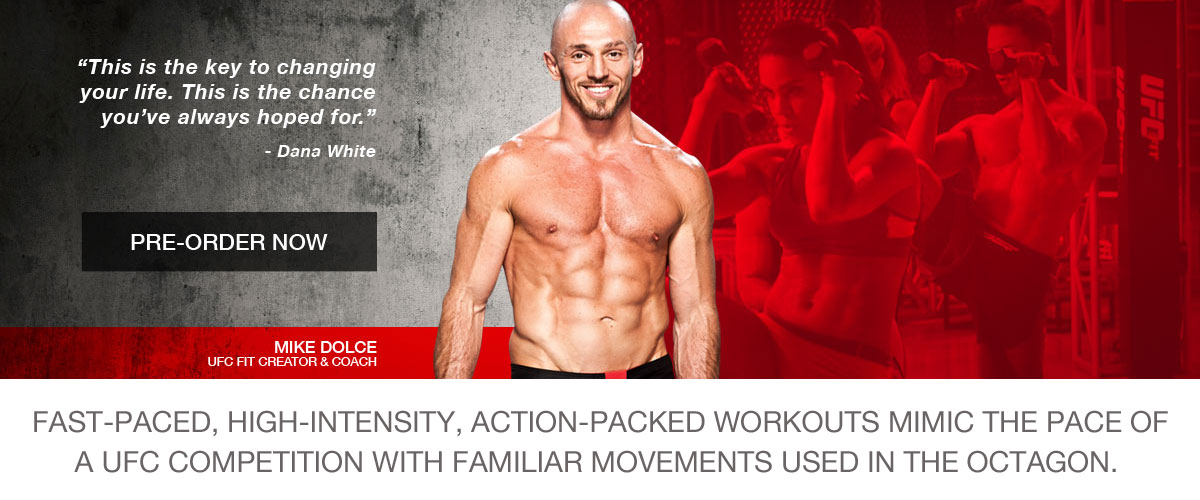 “This is the key to changing
your life. This is the chance
you’ve always hoped for.”
- Dana White
PRE-ORDER NOW
MIKE DOLCE
UFC FIT CREATOR & COACH
UFC FIT
FAST-PACED, HIGH-INTENSITY, ACTION-PACKED WORKOUTS MIMIC THE PACE OF
A UFC COMPETITION WITH FAMILIAR MOVEMENTS USED IN THE OCTAGON.